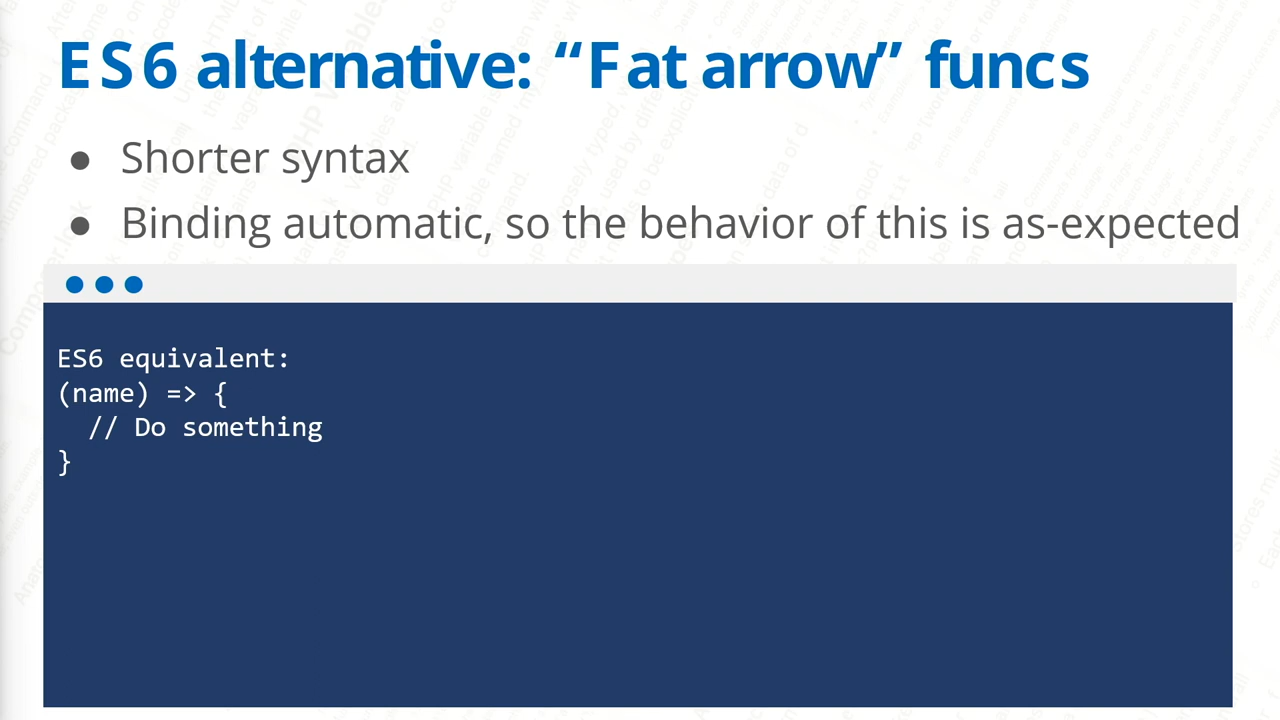 ES6 alternative: “Fat arrow” funcs
● Shorter syntax
● Binding automatic, so the behavior of this is as-expected
ES6 equivalent:
(name) => {
  // Do something
}